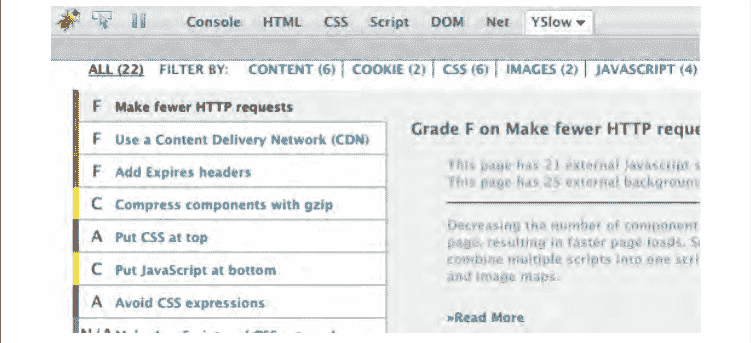 Console HTML CSS Script DOM Net YSlow
ALL (22) FILTER BY: CONTENT (6) COOKIE (2) CSS (6) IMAGES (2) JAVASCRIPT (4)
F Make fewer HTTP requests
F Use a Content Delivery Network (CDN)
F Add Expires headers
C Compress components with gzip
A Put CSS at top
C Put JavaScript at bottom
A Avoid CSS expressions
N/A
Grade F on Make fewer HTTP reque
This page has 21 external Javascript s
This page has 25 external backgroun
Decreasing the number of component
page, resulting in faster page loads. S
combine multiple scripts into one scri
and image maps.
»Read More